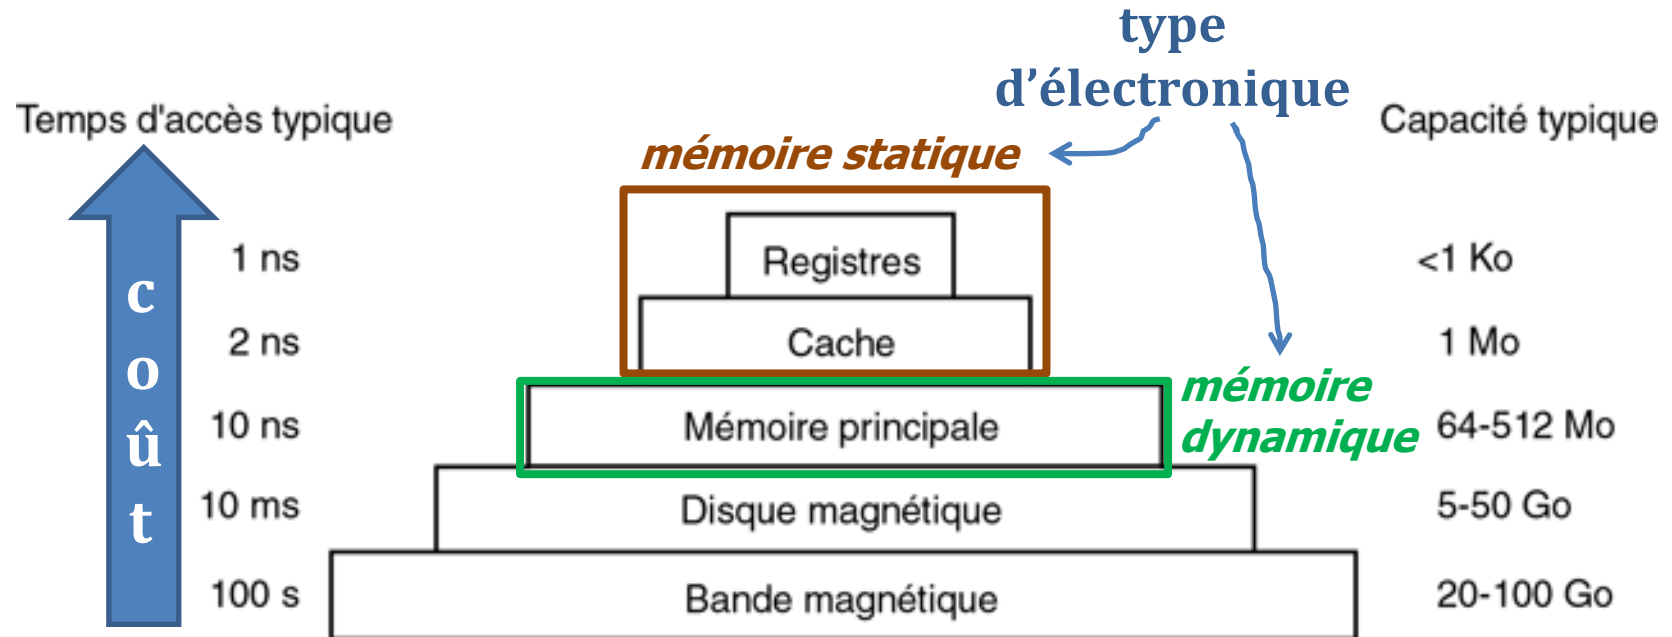 type
d'électronique
Temps d'accès typique
Capacité typique
mémoire statique
coût
1 ns
Registres
<1 Ko
2 ns
Cache
1 Mo
mémoire
dynamique
10 ns
Mémoire principale
64-512 Mo
10 ms
Disque magnétique
5-50 Go
100 s
Bande magnétique
20-100 Go